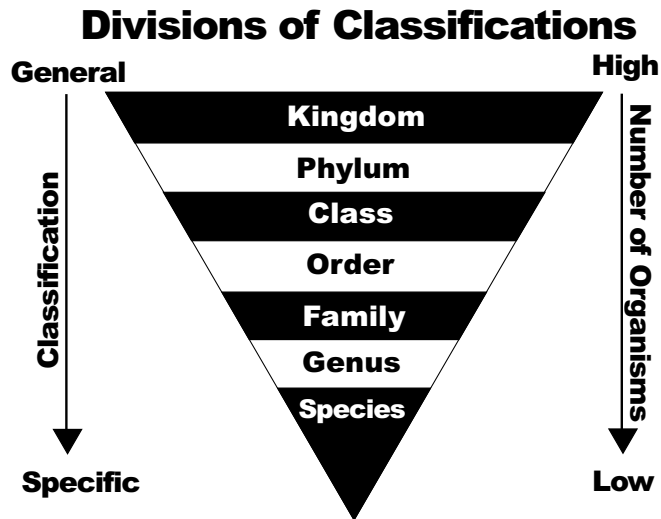 Divisions of Classifications
General
High
Kingdom
Phylum
Class
Order
Family
Genus
Species
Classification
Number of Organisms
Specific
Low